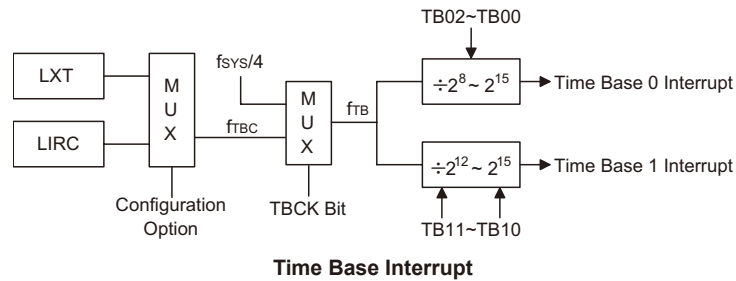 TB02~TB00
LXT
LIRC
M
U
X
Configuration
Option
fSYS/4
fTBC
M
U
X
TBCK Bit
fTB
÷2⁸ ~ 2¹⁵
Time Base 0 Interrupt
÷2¹² ~ 2¹⁵
Time Base 1 Interrupt
TB11~TB10
Time Base Interrupt